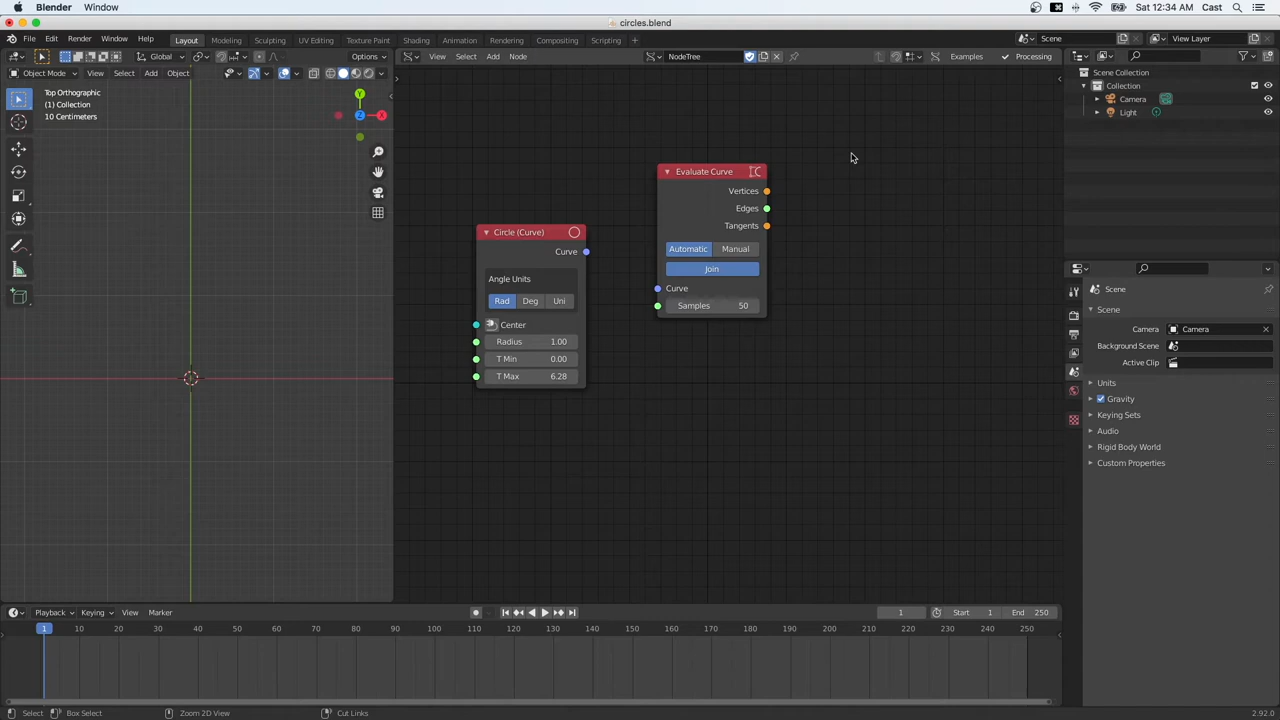 Blender Window Sat 12:34 AM Cast
circles.blend
File Edit Render Window Help Layout Modeling Sculpting UV Editing Texture Paint Shading Animation Rendering Compositing Scripting + Scene View Layer
Global Options View Select Add Node NodeTree Examples Processing
Object Mode View Select Add Object
Top Orthographic
(1) Collection
10 Centimeters
Y
Z X
Circle (Curve)
Curve
Angle Units
Rad Deg Uni
Center
Radius 1.00
T Min 0.00
T Max 6.28
Evaluate Curve
Vertices
Edges
Tangents
Automatic Manual
Join
Curve
Samples 50
Scene Collection
Collection
Camera
Light
Scene
Scene
Camera Camera
Background Scene
Active Clip
Units
Gravity
Keying Sets
Audio
Rigid Body World
Custom Properties
Playback Keying View Marker 1 Start 1 End 250
1 10 20 30 40 50 60 70 80 90 100 110 120 130 140 150 160 170 180 190 200 210 220 230 240 250
Select Box Select Zoom 2D View Cut Links 2.92.0